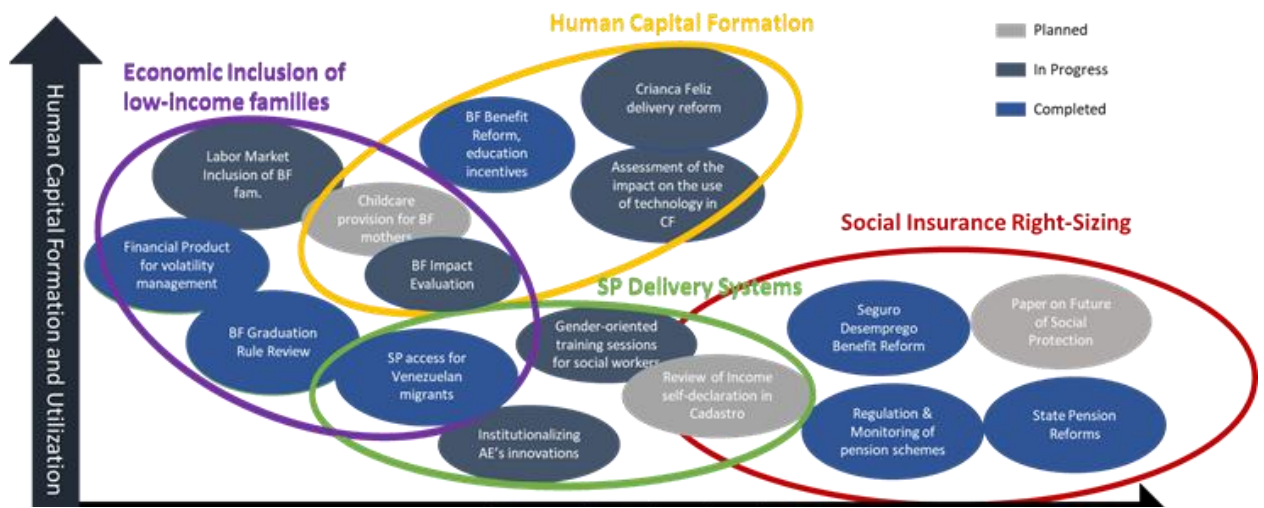 Human Capital Formation
Planned
In Progress
Completed
Economic Inclusion of
low-income families
Human Capital Formation and Utilization
Crianca Feliz
delivery reform
BF Benefit
Reform,
education
incentives
Labor Market
Inclusion of BF
fam.
Assessment of the
impact on the use
of technology in
CF
Childcare
provision for BF
mothers
Social Insurance Right-Sizing
Financial Product
for volatility
management
BF Impact
Evaluation
SP Delivery Systems
Seguro
Desemprego
Benefit Reform
Paper on Future
of Social
Protection
Gender-oriented
training sessions
for social workers
BF Graduation
Rule Review
SP access for
Venezuelan
migrants
Review of Income
self-declaration in
Cadastro
Regulation &
Monitoring of
pension schemes
State Pension
Reforms
Institutionalizing
AE's innovations